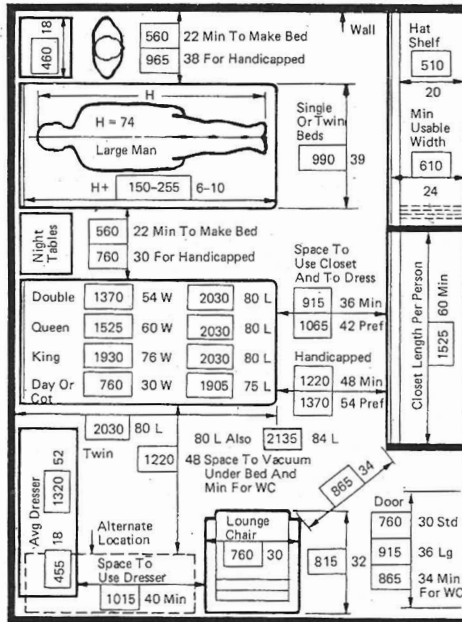 18
460
560 22 Min To Make Bed
965 38 For Handicapped
Wall
Hat
Shelf
510
20
Min
Usable
Width
610
24
H
H = 74
Large Man
H+ 150–255 6–10
Single
Or Twin
Beds
990 39
Night
Tables
560 22 Min To Make Bed
760 30 For Handicapped
Space To
Use Closet
And To Dress
915 36 Min
1065 42 Pref
Handicapped
1220 48 Min
1370 54 Pref
Closet Length Per Person
1525 60 Min
Double 1370 54 W 2030 80 L
Queen 1525 60 W 2030 80 L
King 1930 76 W 2030 80 L
Day Or
Cot 760 30 W 1905 75 L
2030 80 L
Twin
80 L Also 2135 84 L
1220 48 Space To Vacuum
Under Bed And
Min For WC
865 34
Avg Dresser
1320 52
455 18
Alternate
Location
Space To
Use Dresser
1015 40 Min
Lounge
Chair
760 30
815 32
Door
760 30 Std
915 36 Lg
865 34 Min
For WC